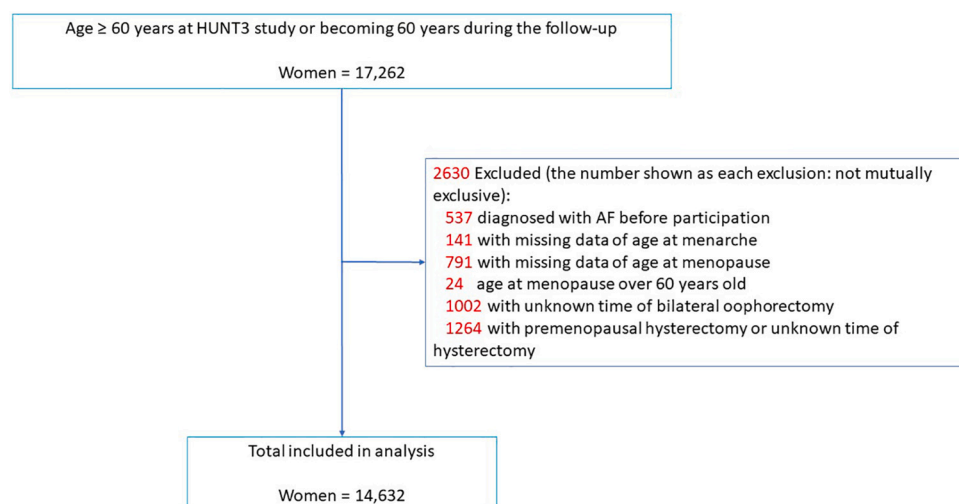 Age ≥ 60 years at HUNT3 study or becoming 60 years during the follow-up
Women = 17,262
2630 Excluded (the number shown as each exclusion: not mutually
exclusive):
537 diagnosed with AF before participation
141 with missing data of age at menarche
791 with missing data of age at menopause
24 age at menopause over 60 years old
1002 with unknown time of bilateral oophorectomy
1264 with premenopausal hysterectomy or unknown time of
hysterectomy
Total included in analysis
Women = 14,632